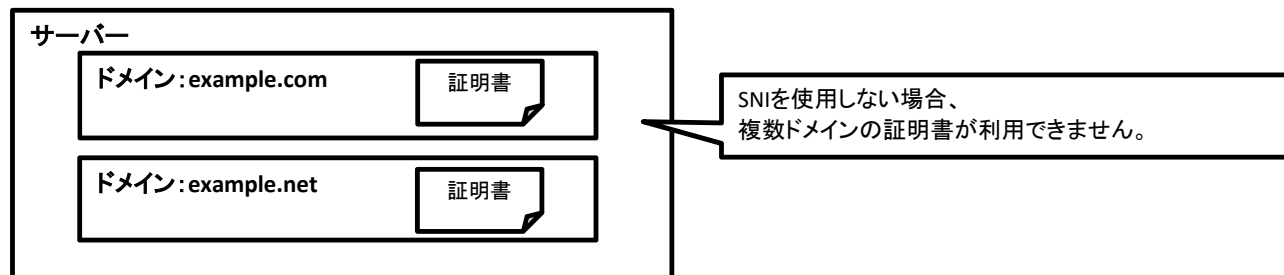 サーバー
ドメイン：example.com
証明書
SNIを使用しない場合、
複数ドメインの証明書が利用できません。
ドメイン：example.net
証明書